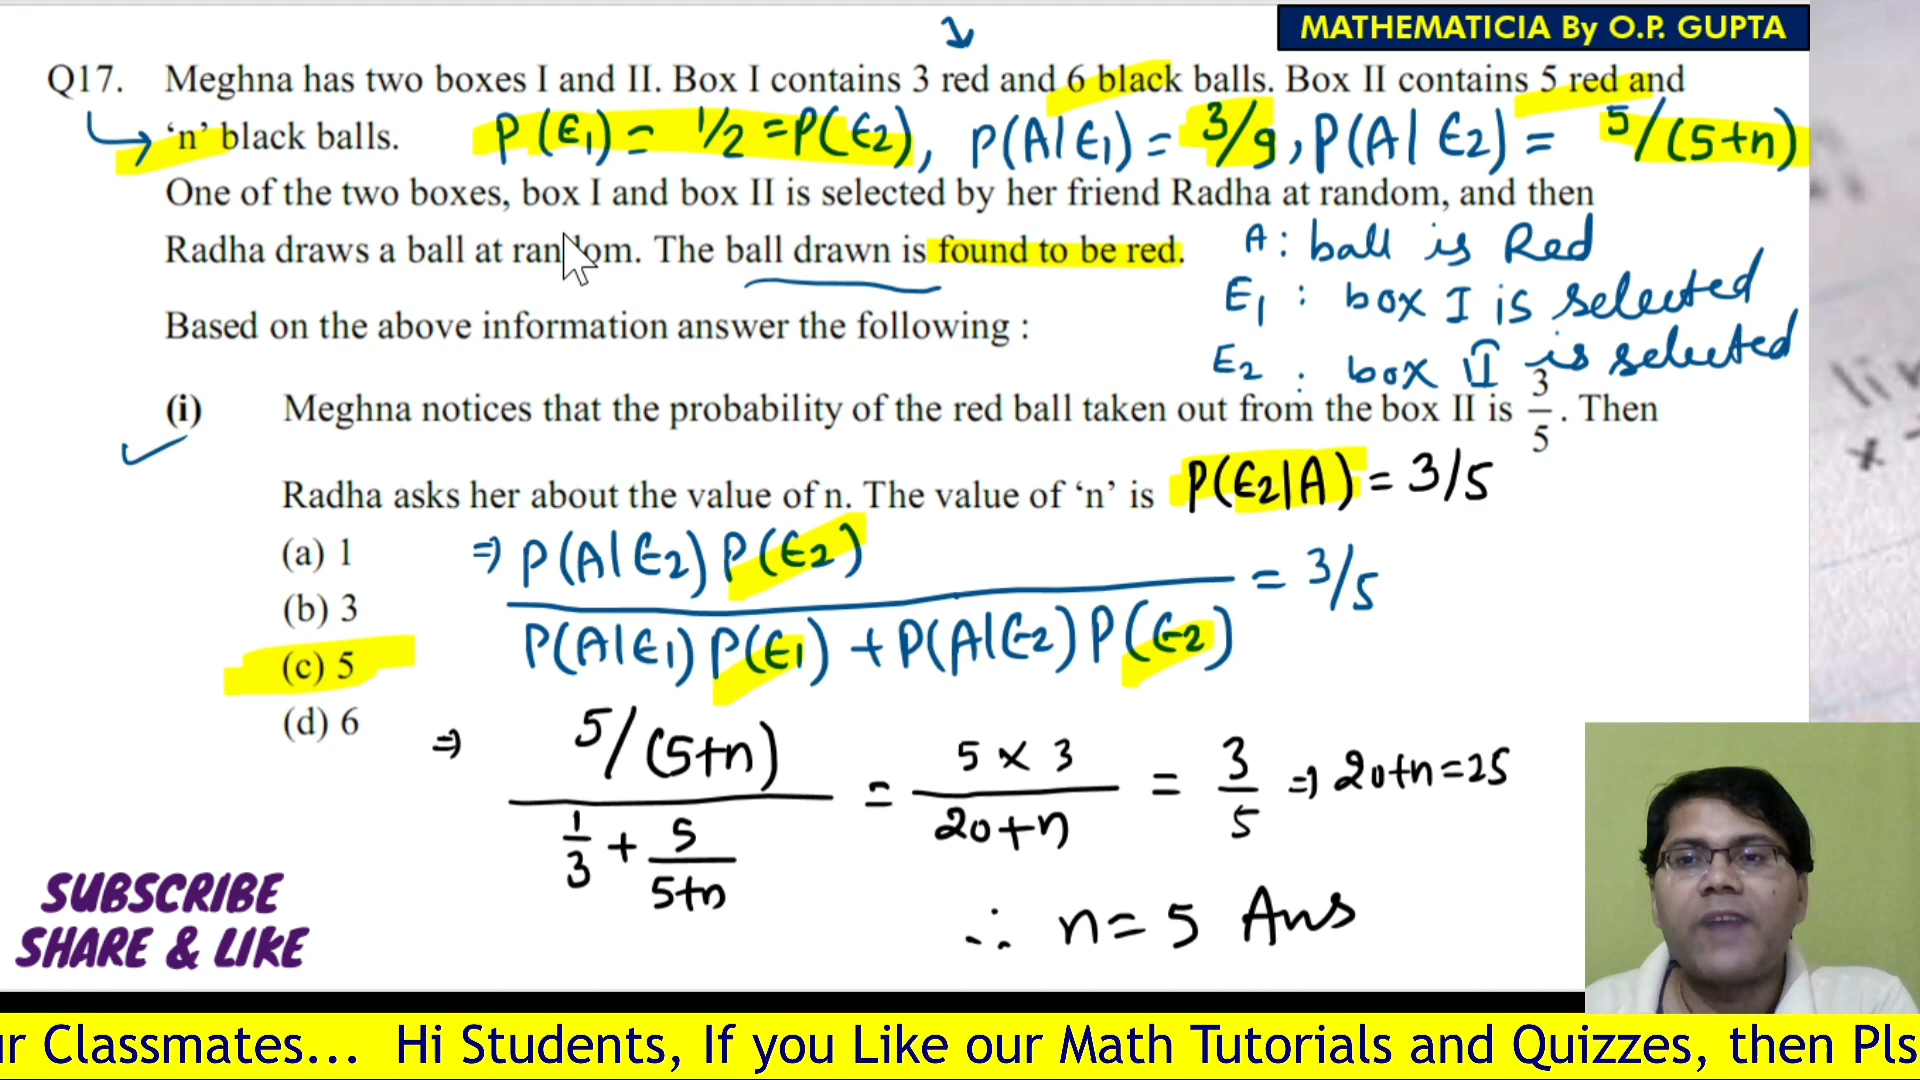 MATHEMATICIA By O.P. GUPTA
Q17. Meghna has two boxes I and II. Box I contains 3 red and 6 black balls. Box II contains 5 red and
‘n’ black balls. P(E1) = 1/2 = P(E2), P(A|E1) = 3/9, P(A|E2) = 5/(5+n)
One of the two boxes, box I and box II is selected by her friend Radha at random, and then
Radha draws a ball at random. The ball drawn is found to be red.
A : ball is Red
E1 : box I is selected
Based on the above information answer the following :
E2 : box II is selected
(i) Meghna notices that the probability of the red ball taken out from the box II is 3/5. Then
Radha asks her about the value of n. The value of ‘n’ is P(E2|A) = 3/5
(a) 1
(b) 3
(c) 5
(d) 6
⇒ P(A|E2) P(E2) / P(A|E1) P(E1) + P(A|E2) P(E2) = 3/5
⇒ 5/(5+n) / 1/3 + 5/5+n = 5 × 3 / 20+n = 3/5 ⇒ 20+n=25
∴ n = 5 Ans
SUBSCRIBE
SHARE & LIKE
ur Classmates... Hi Students, If you Like our Math Tutorials and Quizzes, then Pls